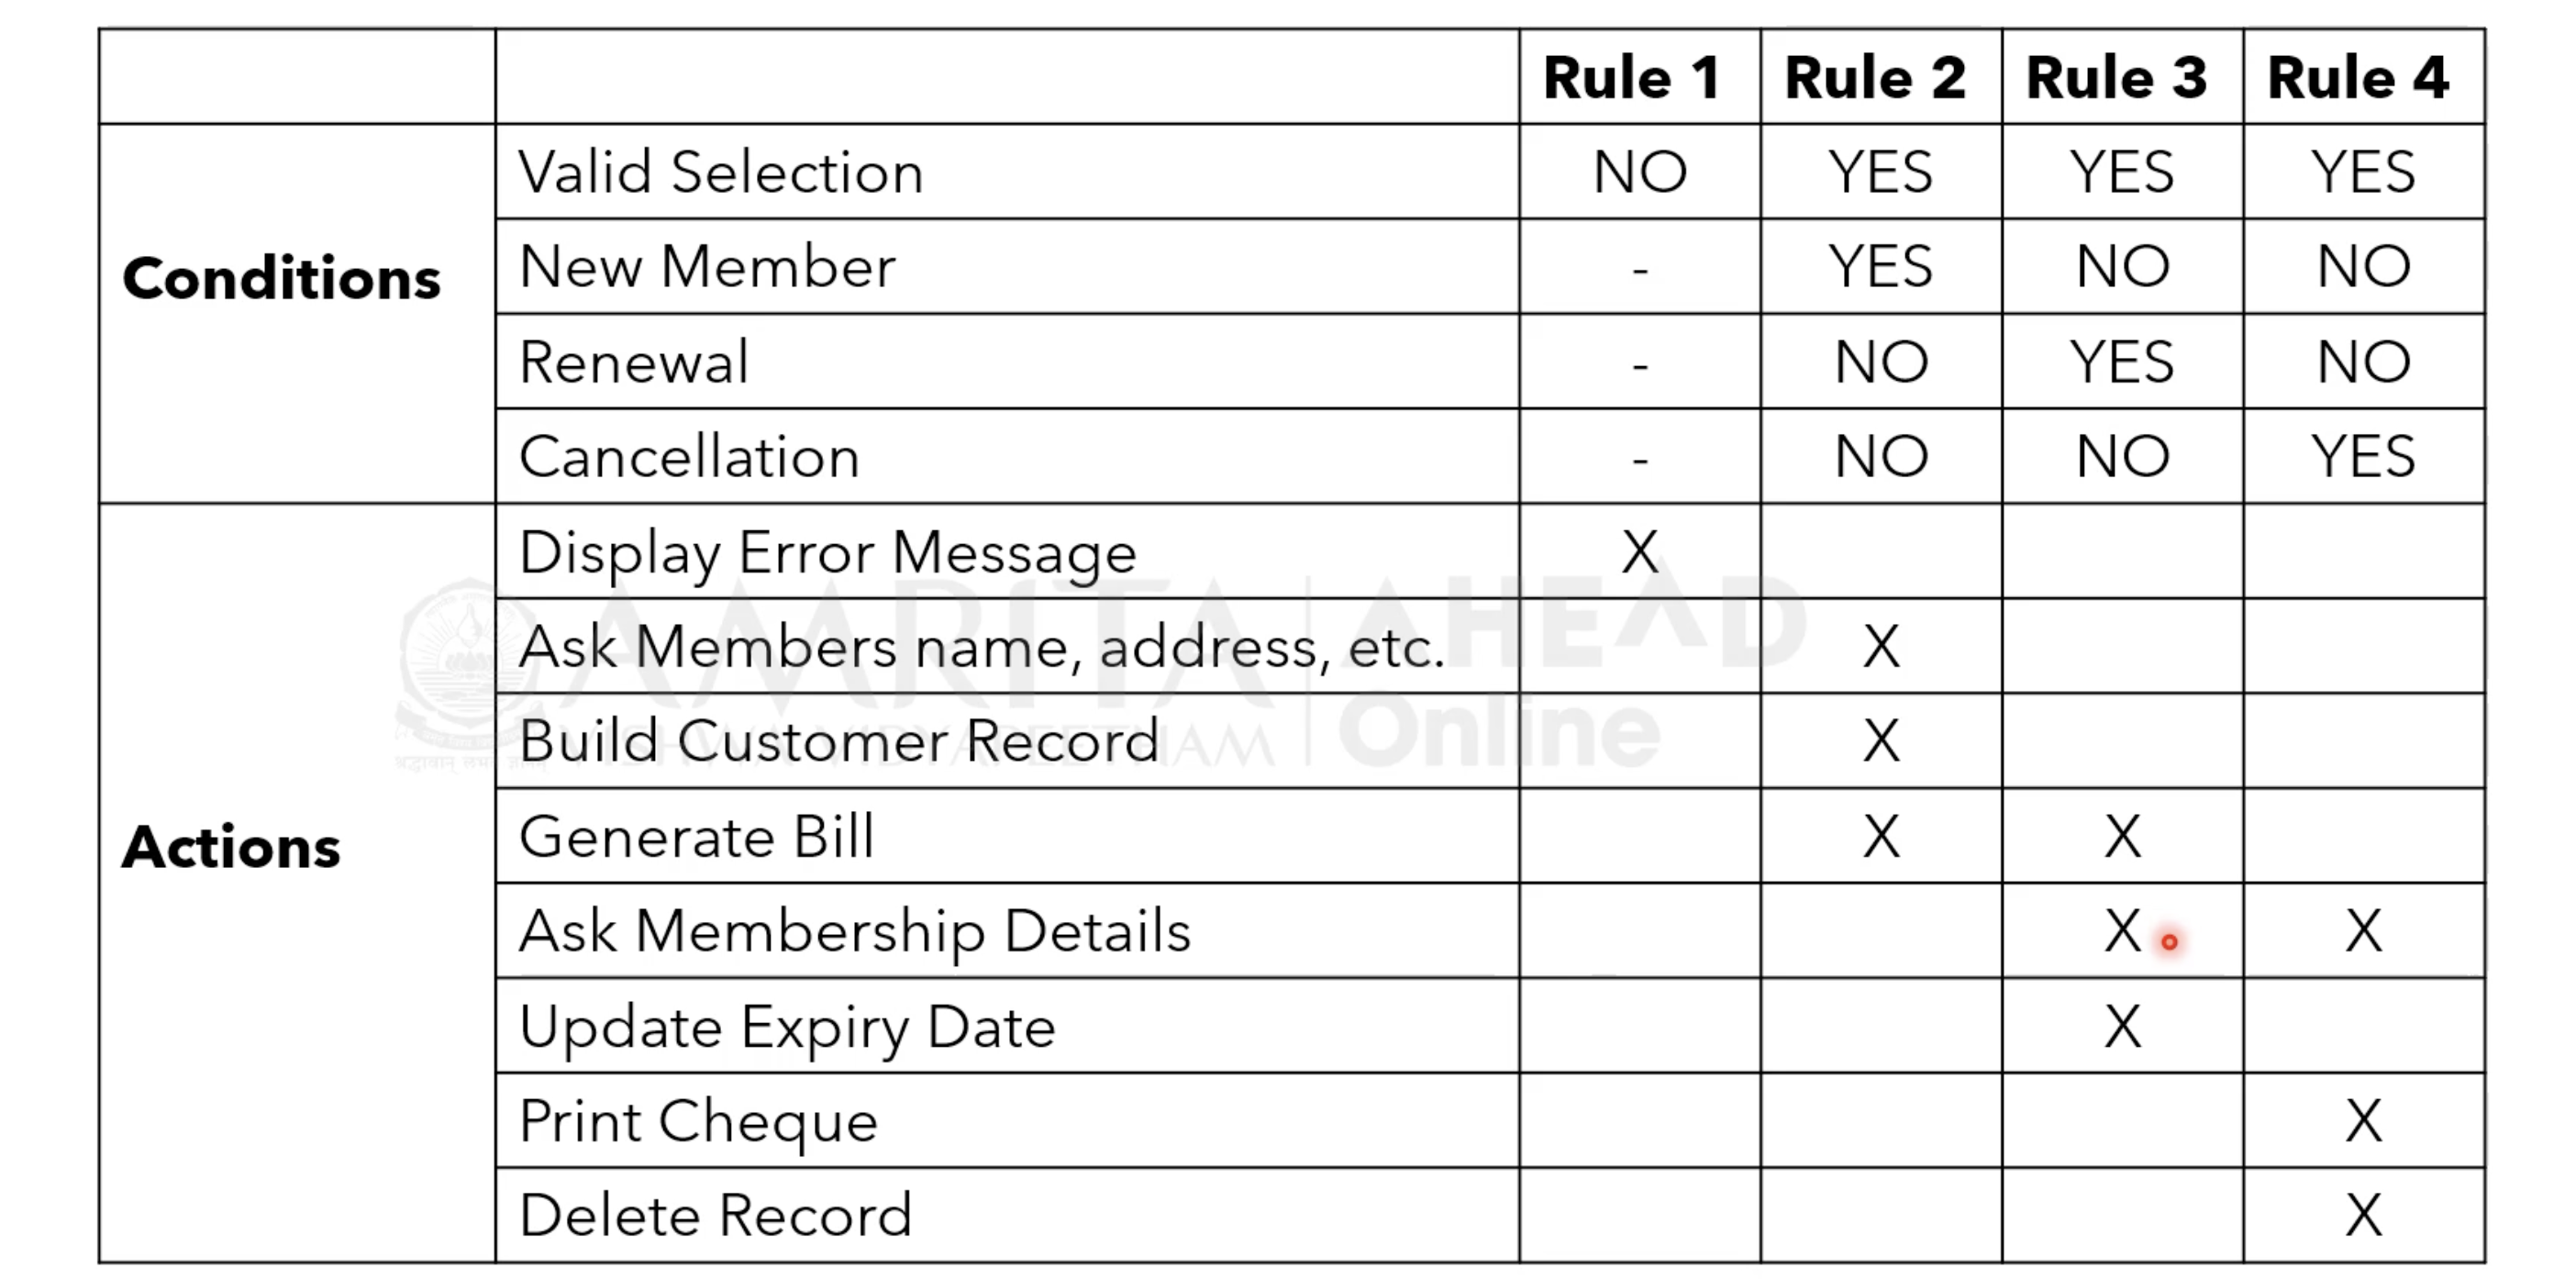 Rule 1 Rule 2 Rule 3 Rule 4
Conditions
Valid Selection NO YES YES YES
New Member - YES NO NO
Renewal - NO YES NO
Cancellation - NO NO YES
Actions
Display Error Message X
Ask Members name, address, etc. X
Build Customer Record X
Generate Bill X X
Ask Membership Details X X
Update Expiry Date X
Print Cheque X
Delete Record X
AMRITA
VISHWA VIDYAPEETHAM
AHEAD
Online